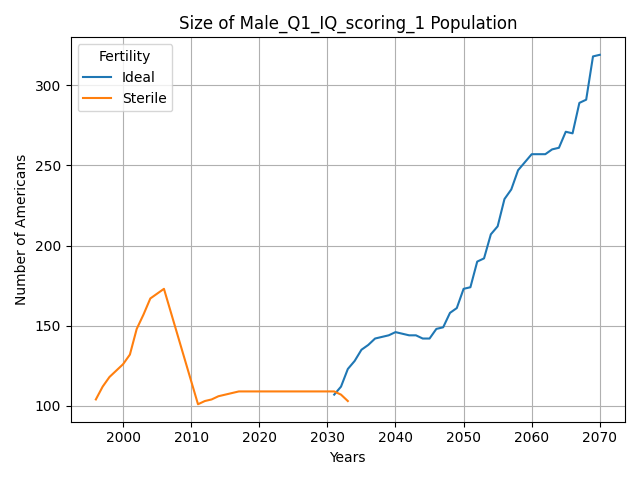 Size of Male_Q1_IQ_scoring_1 Population
Fertility
Ideal
Sterile
Number of Americans
300
250
200
150
100
2000 2010 2020 2030 2040 2050 2060 2070
Years